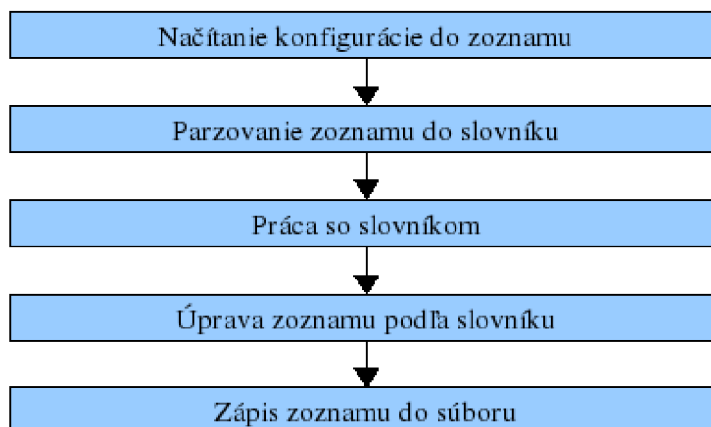 Načítanie konfigurácie do zoznamu
Parzovanie zoznamu do slovníku
Práca so slovníkom
Úprava zoznamu podľa slovníku
Zápis zoznamu do súboru